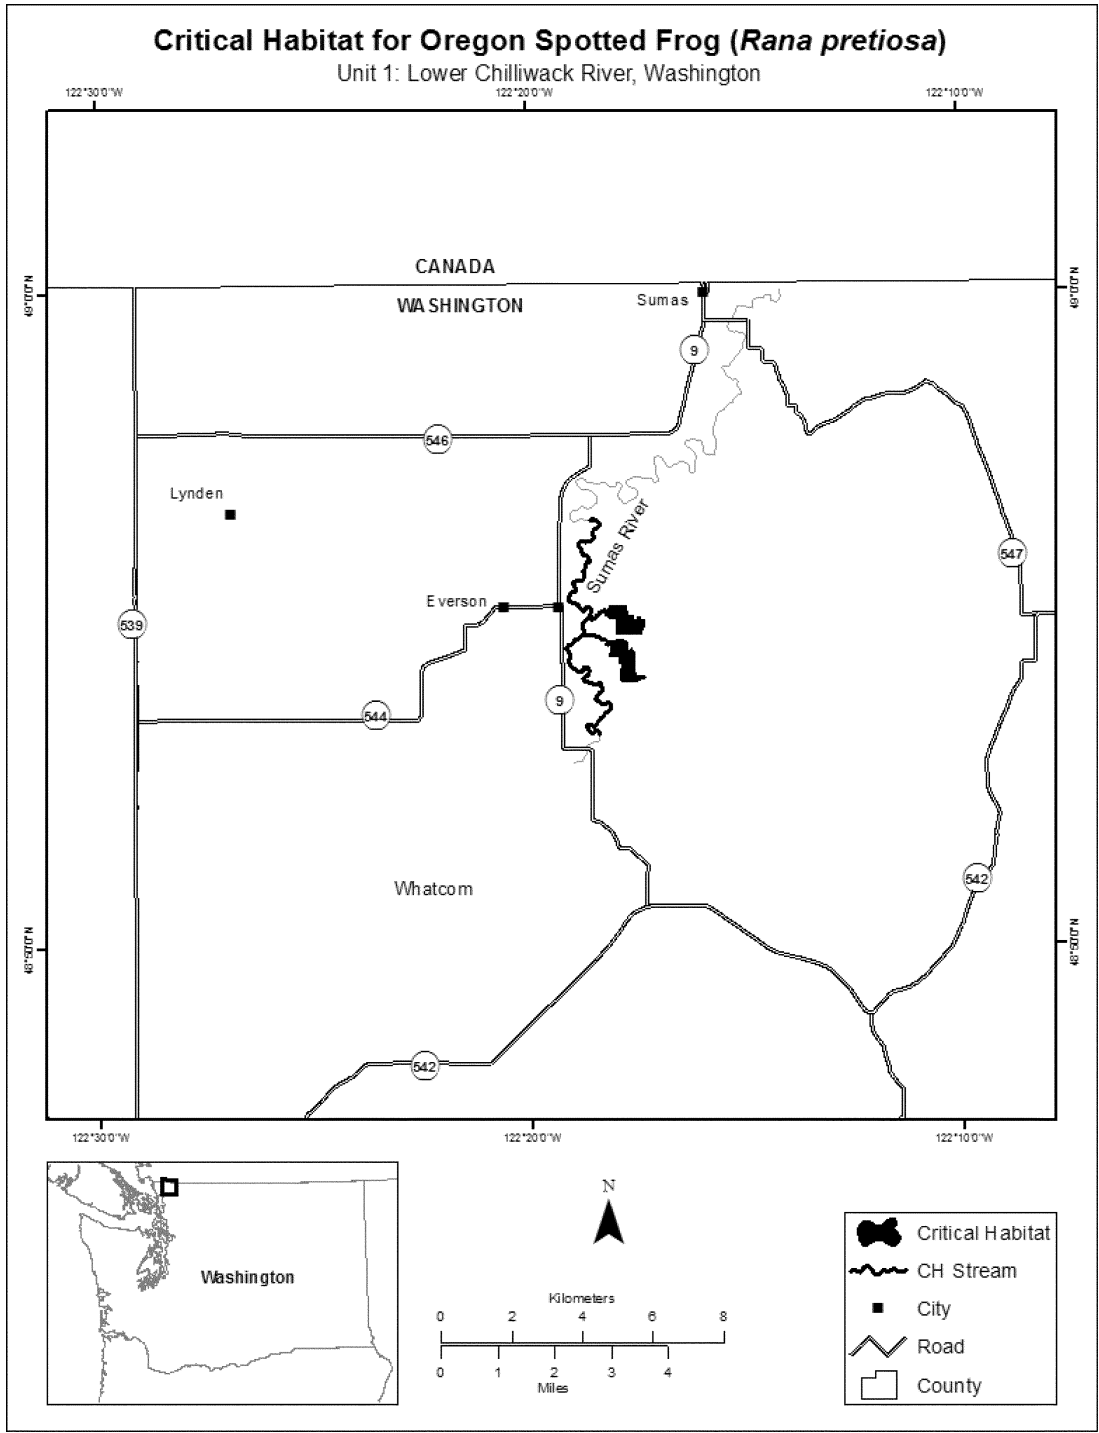 Critical Habitat for Oregon Spotted Frog (Rana pretiosa)
Unit 1: Lower Chilliwack River, Washington
122°30'0"W 122°20'0"W 122°10'0"W
CANADA
49°0'0"N 49°0'0"N
WASHINGTON
Sumas
9
546
Lynden
Sumas River
547
Everson
539
9
544
542
Whatcom
48°50'0"N 48°50'0"N
542
122°30'0"W 122°20'0"W 122°10'0"W
Washington
N
Kilometers
0 2 4 6 8
0 1 2 3 4
Miles
Critical Habitat
CH Stream
City
Road
County